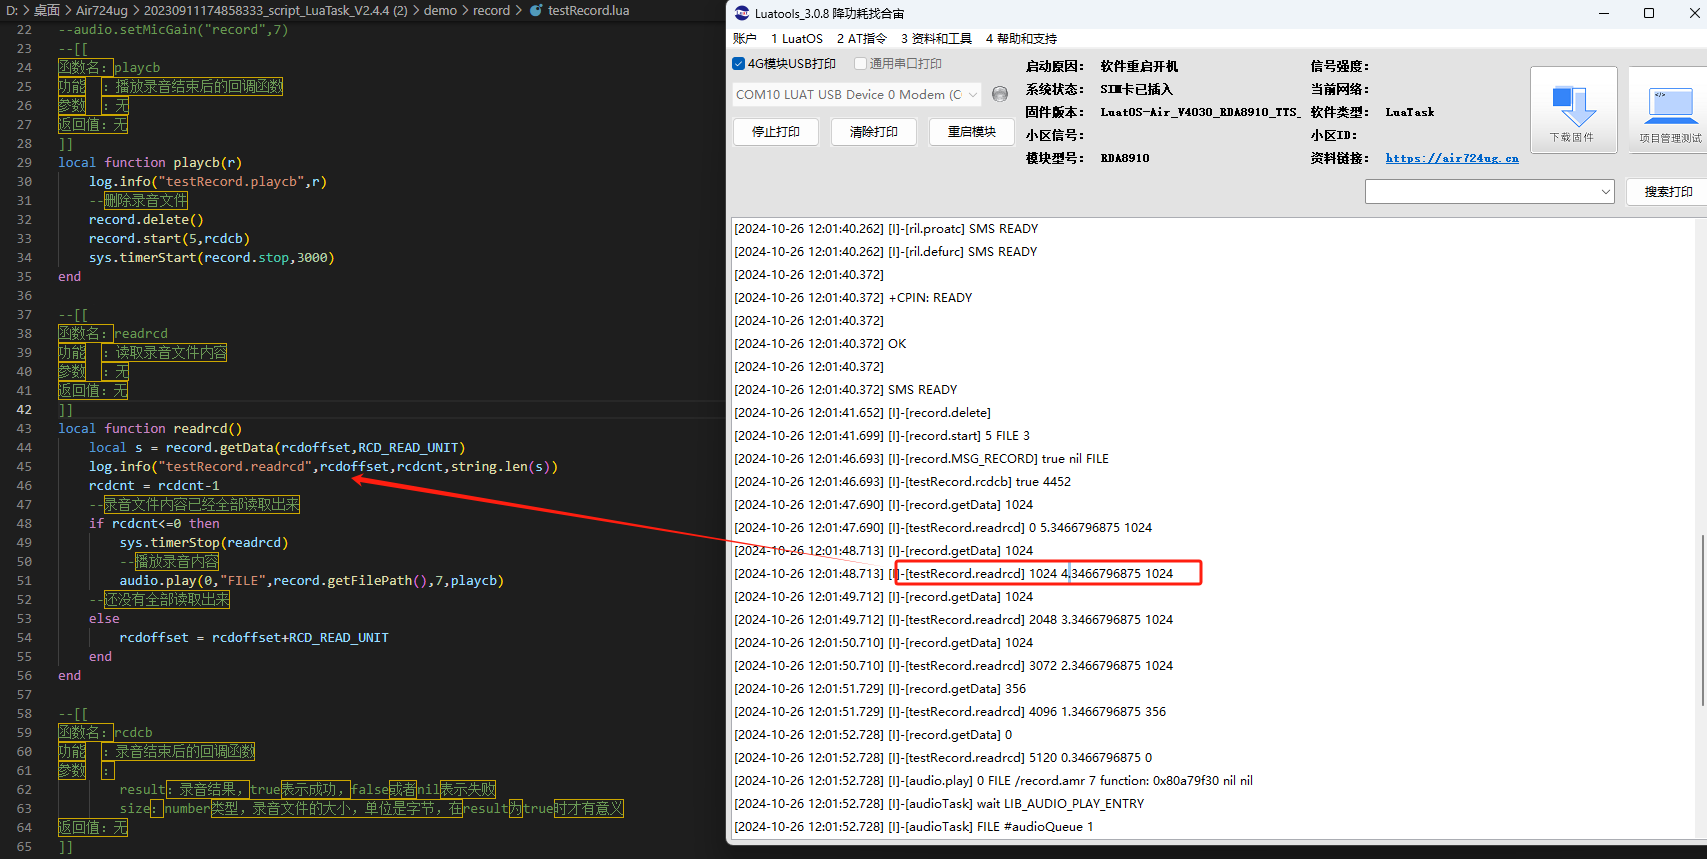 D: > 桌面 > Air724ug > 20230911174858333_script_LuaTask_V2.4.4 (2) > demo > record > testRecord.lua
22 --audio.setMicGain("record",7)
23 --[[
24 函数名：playcb
25 功能  ：播放录音结束后的回调函数
26 参数  ：无
27 返回值：无
28 ]]
29 local function playcb(r)
30     log.info("testRecord.playcb",r)
31     --删除录音文件
32     record.delete()
33     record.start(5,rcdcb)
34     sys.timerStart(record.stop,3000)
35 end
36
37 --[[
38 函数名：readrcd
39 功能  ：读取录音文件内容
40 参数  ：无
41 返回值：无
42 ]]
43 local function readrcd()
44     local s = record.getData(rcdoffset,RCD_READ_UNIT)
45     log.info("testRecord.readrcd",rcdoffset,rcdcnt,string.len(s))
46     rcdcnt = rcdcnt-1
47     --录音文件内容已经全部读取出来
48     if rcdcnt<=0 then
49         sys.timerStop(readrcd)
50         --播放录音内容
51         audio.play(0,"FILE",record.getFilePath(),7,playcb)
52     --还没有全部读取出来
53     else
54         rcdoffset = rcdoffset+RCD_READ_UNIT
55     end
56 end
57
58 --[[
59 函数名：rcdcb
60 功能  ：录音结束后的回调函数
61 参数  ：
62         result：录音结果，true表示成功，false或者nil表示失败
63         size：number类型，录音文件的大小，单位是字节，在result为true时才有意义
64 返回值：无
65 ]]
Luatools_3.0.8 降功耗找合宙
账户 1 LuatOS 2 AT指令 3 资料和工具 4 帮助和支持
4G模块USB打印 通用串口打印
COM10 LUAT USB Device 0 Modem (C
停止打印 清除打印 重启模块
启动原因： 软件重启开机
系统状态： SIM卡已插入
固件版本： LuatOS-Air_V4030_RDA8910_TTS_
小区信号：
模块型号： RDA8910
信号强度：
当前网络：
软件类型： LuaTask
小区ID：
资料链接： https://air724ug.cn
下载固件
项目管理测试
搜索打印
[2024-10-26 12:01:40.262] [I]-[ril.proatc] SMS READY
[2024-10-26 12:01:40.262] [I]-[ril.defurc] SMS READY
[2024-10-26 12:01:40.372]
[2024-10-26 12:01:40.372] +CPIN: READY
[2024-10-26 12:01:40.372]
[2024-10-26 12:01:40.372] OK
[2024-10-26 12:01:40.372]
[2024-10-26 12:01:40.372] SMS READY
[2024-10-26 12:01:41.652] [I]-[record.delete]
[2024-10-26 12:01:41.699] [I]-[record.start] 5 FILE 3
[2024-10-26 12:01:46.693] [I]-[record.MSG_RECORD] true nil FILE
[2024-10-26 12:01:46.693] [I]-[testRecord.rcdcb] true 4452
[2024-10-26 12:01:47.690] [I]-[record.getData] 1024
[2024-10-26 12:01:47.690] [I]-[testRecord.readrcd] 0 5.3466796875 1024
[2024-10-26 12:01:48.713] [I]-[record.getData] 1024
[2024-10-26 12:01:48.713] [I]-[testRecord.readrcd] 1024 4.3466796875 1024
[2024-10-26 12:01:49.712] [I]-[record.getData] 1024
[2024-10-26 12:01:49.712] [I]-[testRecord.readrcd] 2048 3.3466796875 1024
[2024-10-26 12:01:50.710] [I]-[record.getData] 1024
[2024-10-26 12:01:50.710] [I]-[testRecord.readrcd] 3072 2.3466796875 1024
[2024-10-26 12:01:51.729] [I]-[record.getData] 356
[2024-10-26 12:01:51.729] [I]-[testRecord.readrcd] 4096 1.3466796875 356
[2024-10-26 12:01:52.728] [I]-[record.getData] 0
[2024-10-26 12:01:52.728] [I]-[testRecord.readrcd] 5120 0.3466796875 0
[2024-10-26 12:01:52.728] [I]-[audio.play] 0 FILE /record.amr 7 function: 0x80a79f30 nil nil
[2024-10-26 12:01:52.728] [I]-[audioTask] wait LIB_AUDIO_PLAY_ENTRY
[2024-10-26 12:01:52.728] [I]-[audioTask] FILE #audioQueue 1